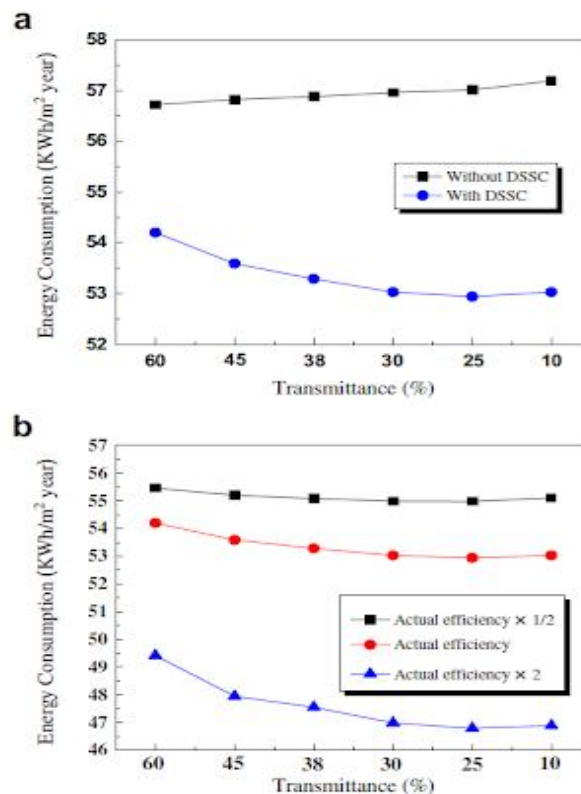 a
Energy Consumption (KWh/m² year)
58
57
56
55
54
53
52
Without DSSC
With DSSC
60 45 38 30 25 10
Transmittance (%)
b
Energy Consumption (KWh/m² year)
57
56
55
54
53
52
51
50
49
48
47
46
Actual efficiency × 1/2
Actual efficiency
Actual efficiency × 2
60 45 38 30 25 10
Transmittance (%)